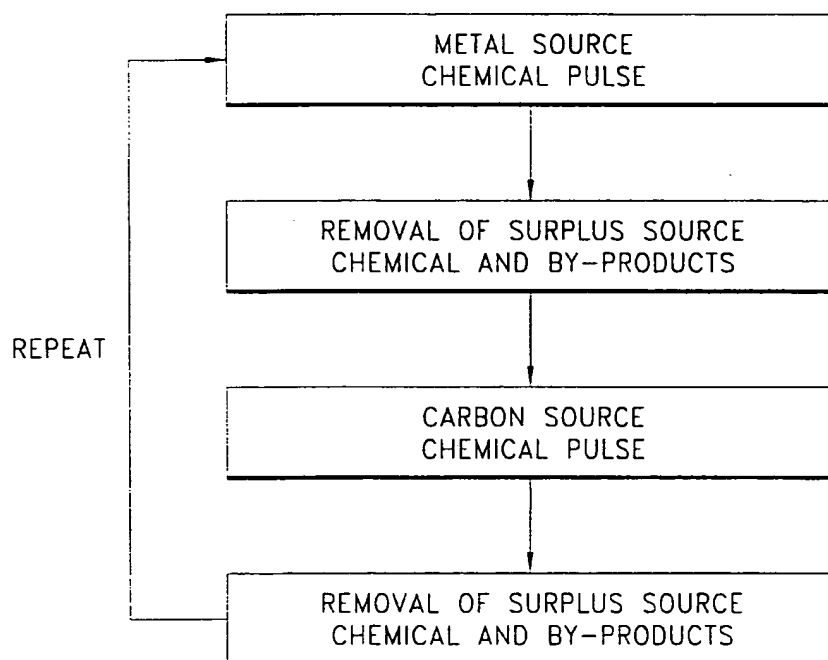 METAL SOURCE
CHEMICAL PULSE
REMOVAL OF SURPLUS SOURCE
CHEMICAL AND BY-PRODUCTS
REPEAT
CARBON SOURCE
CHEMICAL PULSE
REMOVAL OF SURPLUS SOURCE
CHEMICAL AND BY-PRODUCTS